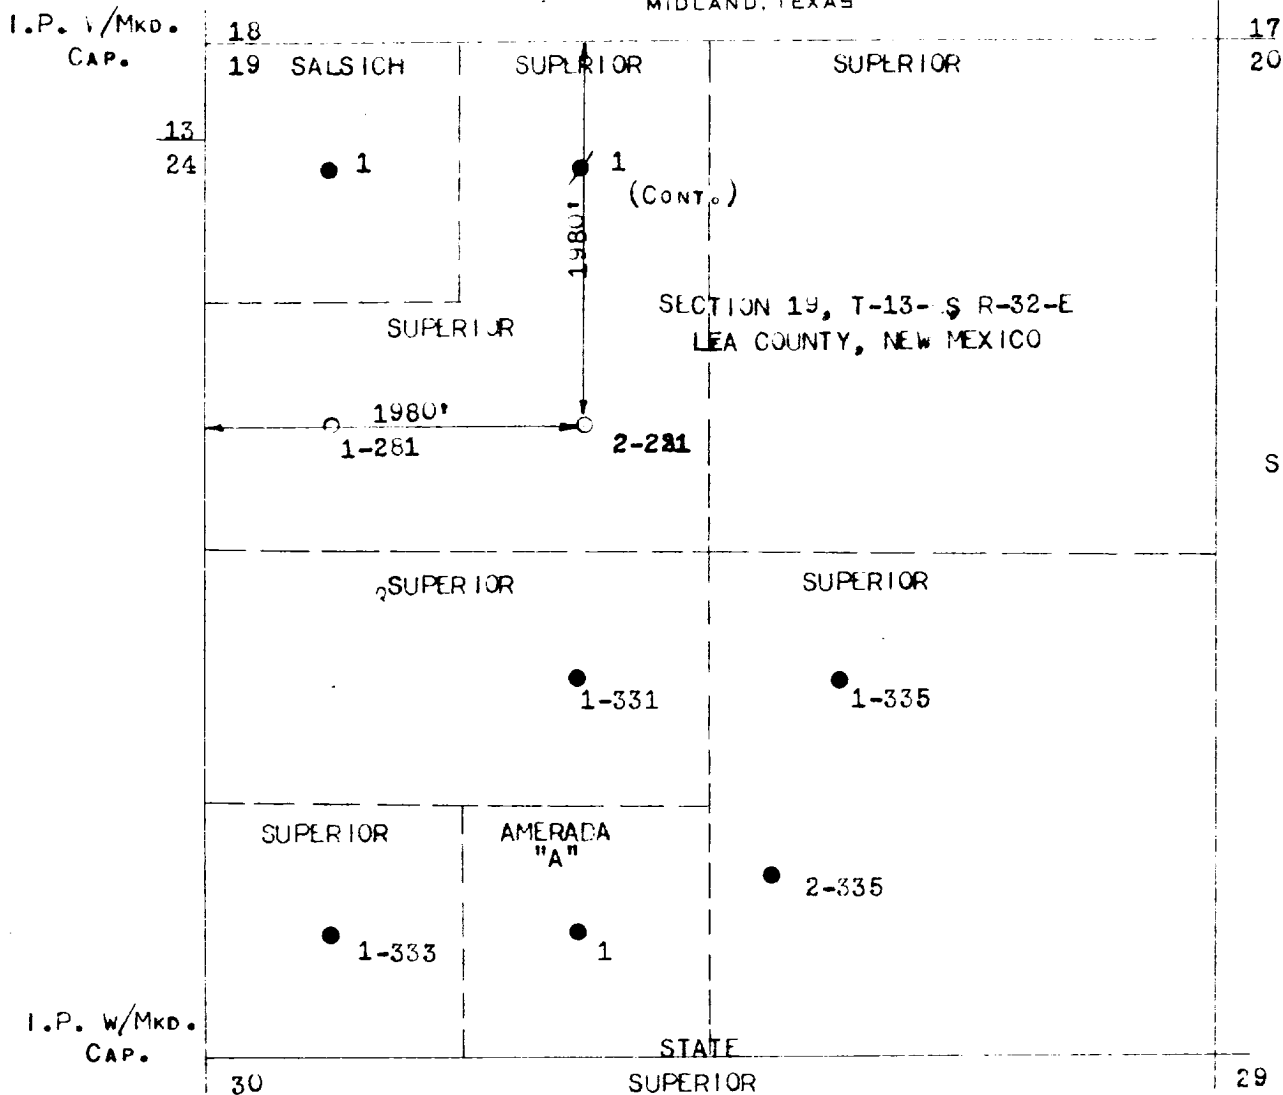 MIDLAND, TEXAS
I.P. W/MKD.
CAP.
18
17
19 SALSICH
SUPERIOR
SUPERIOR
20
13
24
1
1
(CONT.)
1980'
SECTION 19, T-13-S R-32-E
LEA COUNTY, NEW MEXICO
SUPERIOR
1980'
1-281
S
SUPERIOR
SUPERIOR
1-331
1-335
SUPERIOR
AMERADA
"A"
2-335
1-333
1
I.P. W/MKD.
CAP.
STATE
30
SUPERIOR
29